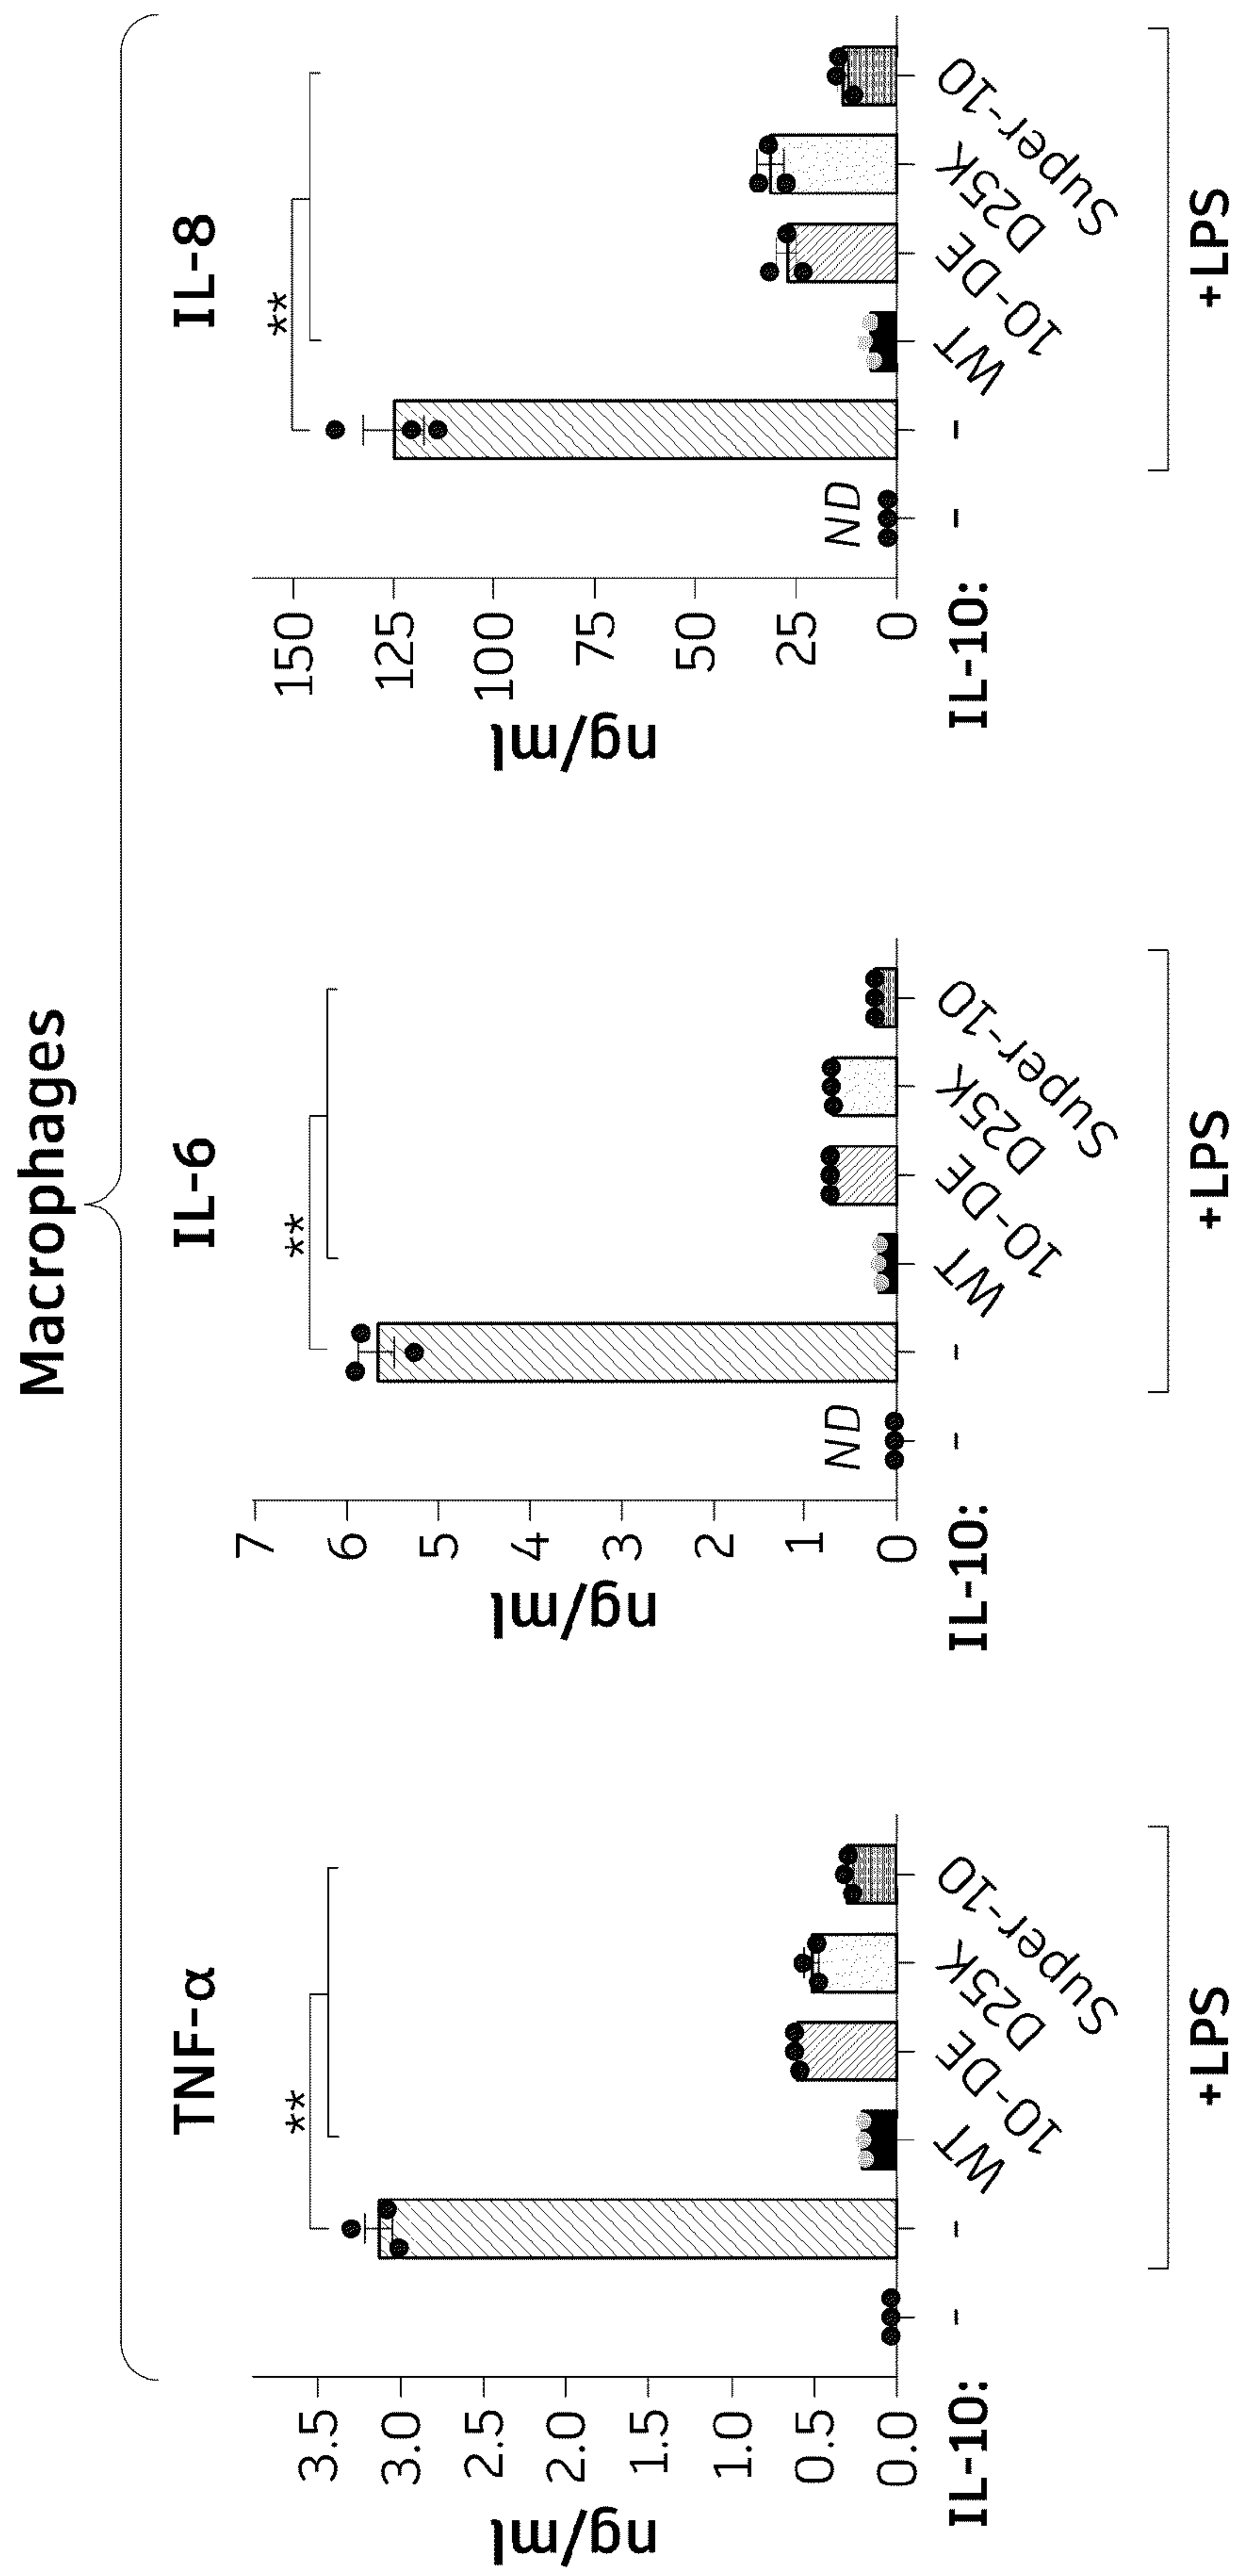 Macrophages
TNF-α
ng/ml
3.5
3.0
2.5
2.0
1.5
1.0
0.5
0.0
**
IL-10: - - WT 10-DE D25K Super-10
+LPS
IL-6
ng/ml
7
6
5
4
3
2
1
0
**
ND
IL-10: - - WT 10-DE D25K Super-10
+LPS
IL-8
ng/ml
150
125
100
75
50
25
0
**
ND
IL-10: - - WT 10-DE D25K Super-10
+LPS